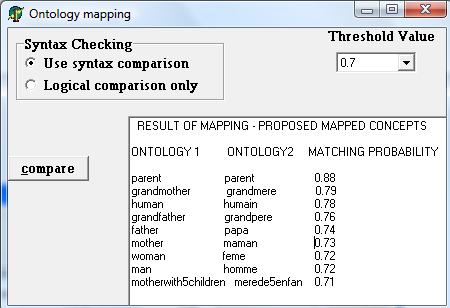 Ontology mapping
Syntax Checking
Use syntax comparison
Logical comparison only
Threshold Value
0.7
compare
RESULT OF MAPPING - PROPOSED MAPPED CONCEPTS
ONTOLOGY 1 ONTOLOGY2 MATCHING PROBABILITY
parent parent 0.88
grandmother grandmere 0.79
human humain 0.78
grandfather grandpere 0.76
father papa 0.74
mother maman 0.73
woman feme 0.72
man homme 0.72
motherwith5children merede5enfan 0.71